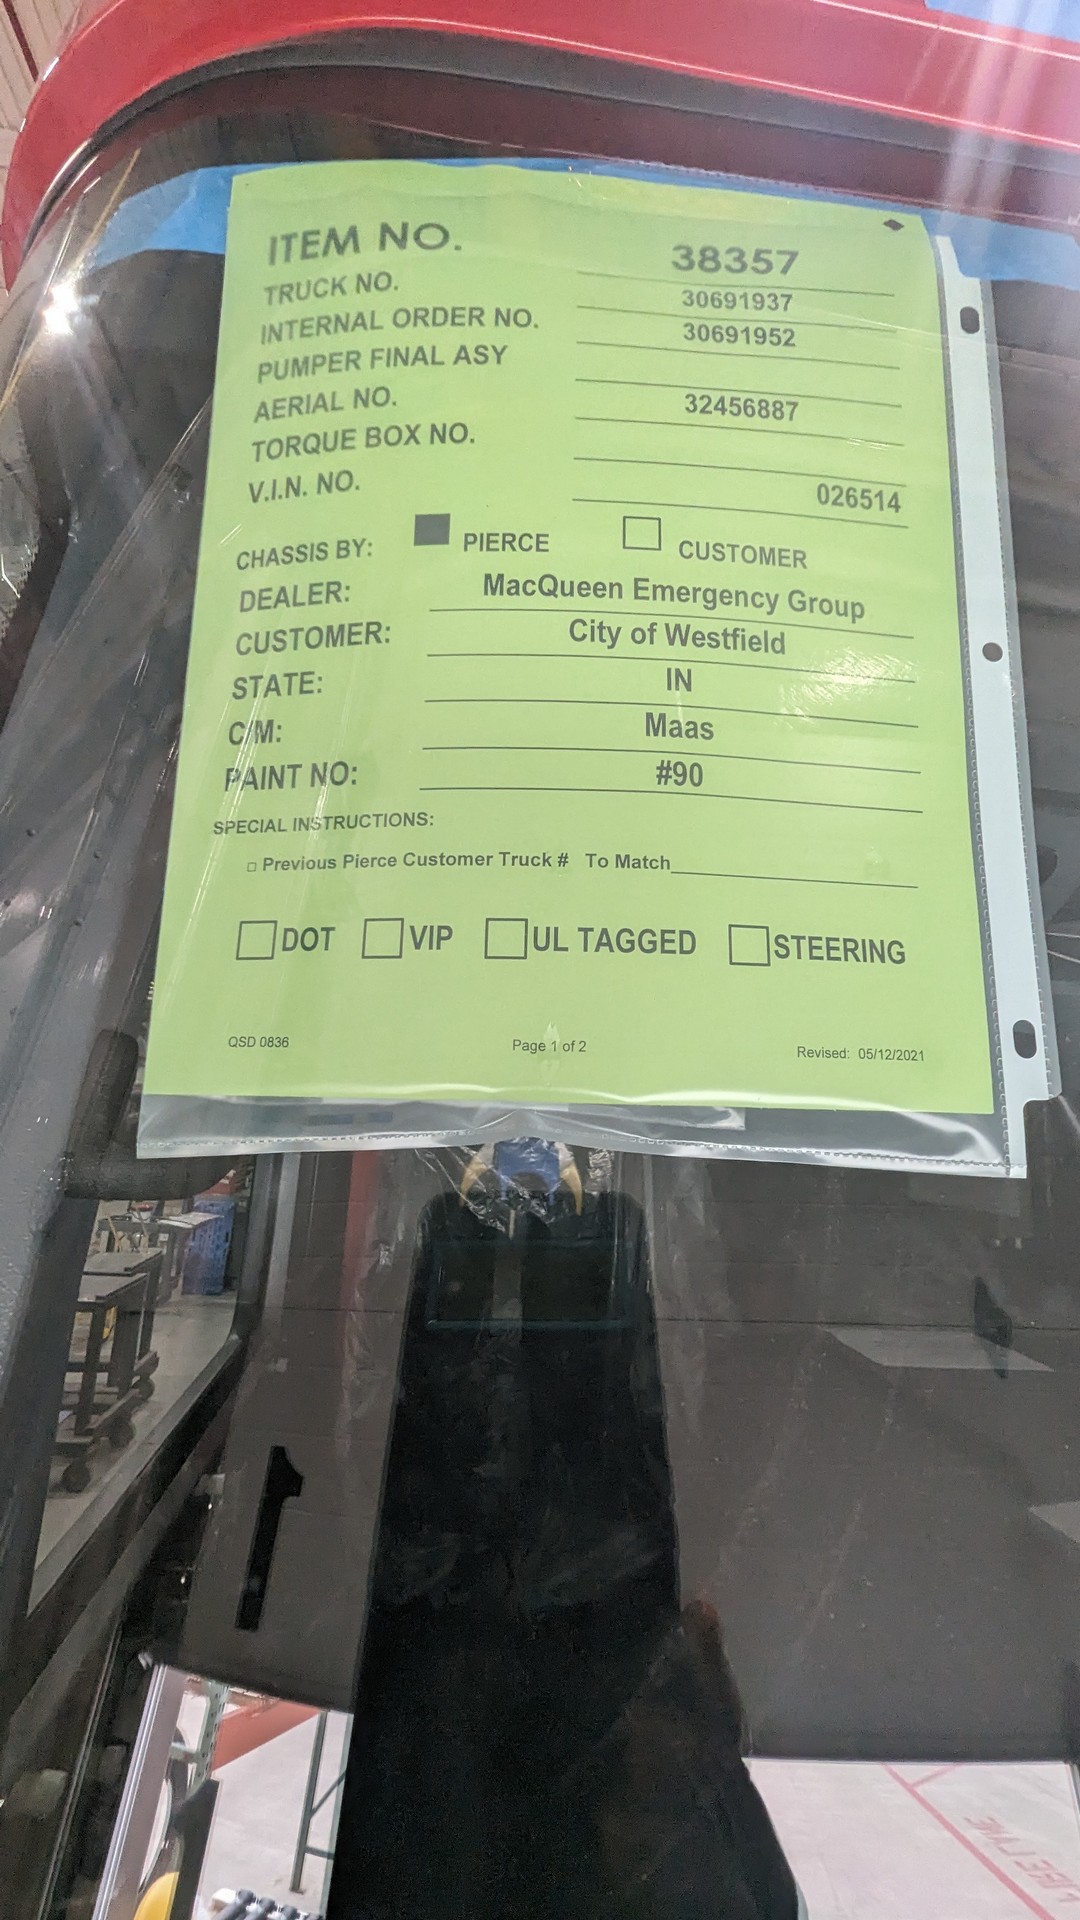 ITEM NO. 38357
TRUCK NO. 30691937
INTERNAL ORDER NO. 30691952
PUMPER FINAL ASY
AERIAL NO. 32456887
TORQUE BOX NO.
V.I.N. NO. 026514
CHASSIS BY: PIERCE CUSTOMER
DEALER: MacQueen Emergency Group
CUSTOMER: City of Westfield
STATE: IN
C/M: Maas
PAINT NO: #90
SPECIAL INSTRUCTIONS:
Previous Pierce Customer Truck # To Match
DOT VIP UL TAGGED STEERING
QSD 0836 Page 1 of 2 Revised: 05/12/2021
1